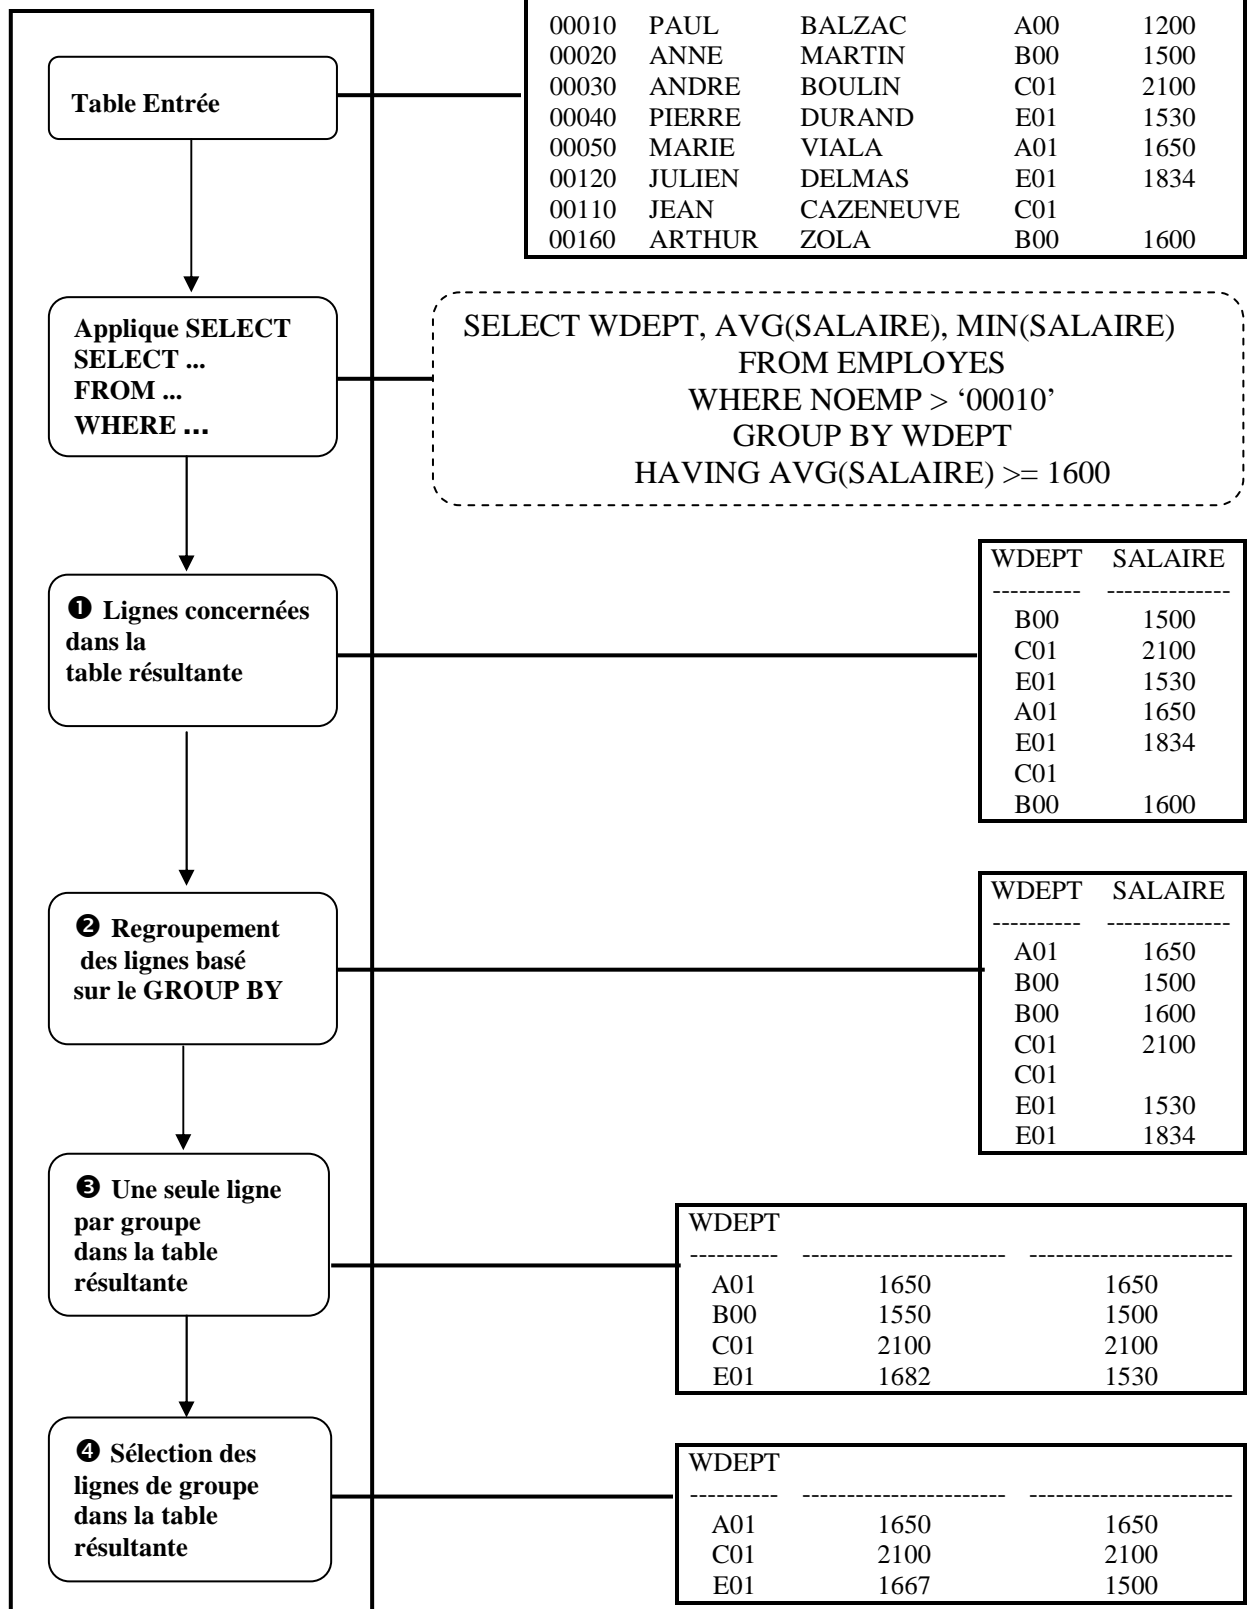 00010 PAUL BALZAC A00 1200
00020 ANNE MARTIN B00 1500
00030 ANDRE BOULIN C01 2100
00040 PIERRE DURAND E01 1530
00050 MARIE VIALA A01 1650
00120 JULIEN DELMAS E01 1834
00110 JEAN CAZENEUVE C01
00160 ARTHUR ZOLA B00 1600
Table Entrée
Applique SELECT
SELECT ...
FROM ...
WHERE ...
SELECT WDEPT, AVG(SALAIRE), MIN(SALAIRE)
FROM EMPLOYES
WHERE NOEMP > ‘00010’
GROUP BY WDEPT
HAVING AVG(SALAIRE) >= 1600
❶ Lignes concernées
dans la
table résultante
WDEPT SALAIRE
---------- --------------
B00 1500
C01 2100
E01 1530
A01 1650
E01 1834
C01
B00 1600
❷ Regroupement
des lignes basé
sur le GROUP BY
WDEPT SALAIRE
---------- --------------
A01 1650
B00 1500
B00 1600
C01 2100
C01
E01 1530
E01 1834
❸ Une seule ligne
par groupe
dans la table
résultante
WDEPT
---------- ----------------------- -----------------------
A01 1650 1650
B00 1550 1500
C01 2100 2100
E01 1682 1530
❹ Sélection des
lignes de groupe
dans la table
résultante
WDEPT
---------- ----------------------- -----------------------
A01 1650 1650
C01 2100 2100
E01 1667 1500